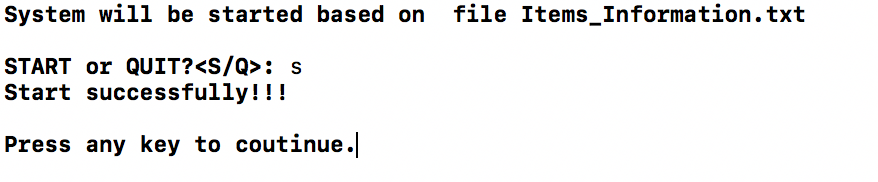 System will be started based on  file Items_Information.txt
START or QUIT?<S/Q>: s
Start successfully!!!
Press any key to coutinue.